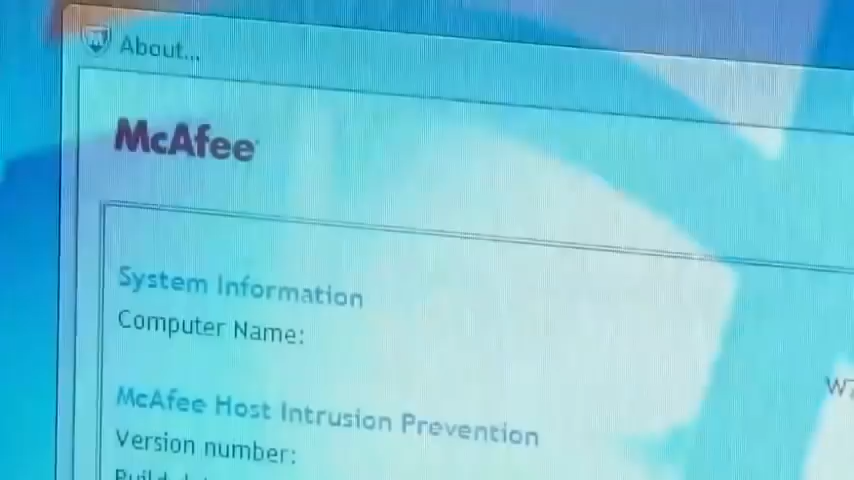 About...
McAfee
System Information
Computer Name:
McAfee Host Intrusion Prevention
Version number: